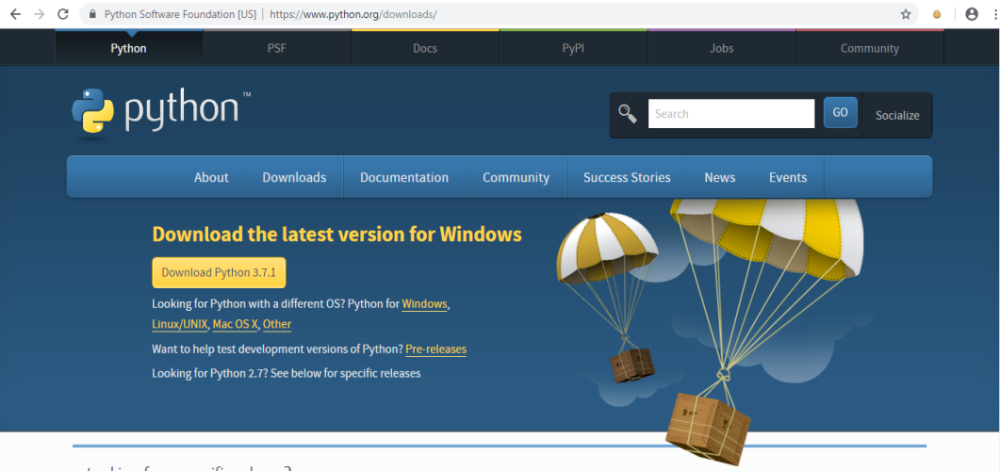 Python Software Foundation [US] | https://www.python.org/downloads/
Python PSF Docs PyPI Jobs Community
python™
Search GO Socialize
About Downloads Documentation Community Success Stories News Events
Download the latest version for Windows
Download Python 3.7.1
Looking for Python with a different OS? Python for Windows,
Linux/UNIX, Mac OS X, Other
Want to help test development versions of Python? Pre-releases
Looking for Python 2.7? See below for specific releases